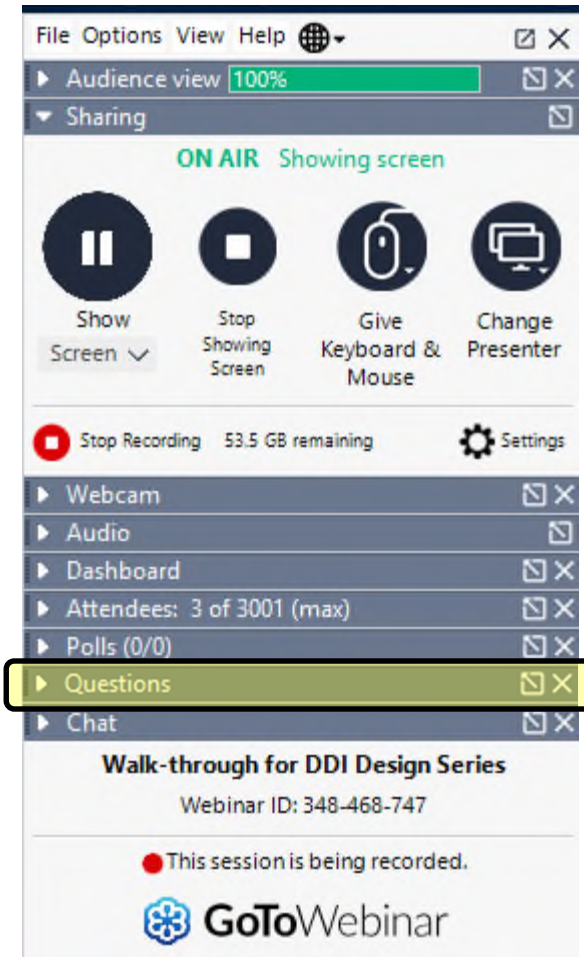 File Options View Help
Audience view 100%
Sharing
ON AIR Showing screen
Show
Screen
Stop
Showing
Screen
Give
Keyboard &
Mouse
Change
Presenter
Stop Recording 53.5 GB remaining Settings
Webcam
Audio
Dashboard
Attendees: 3 of 3001 (max)
Polls (0/0)
Questions
Chat
Walk-through for DDI Design Series
Webinar ID: 348-468-747
This session is being recorded.
GoToWebinar